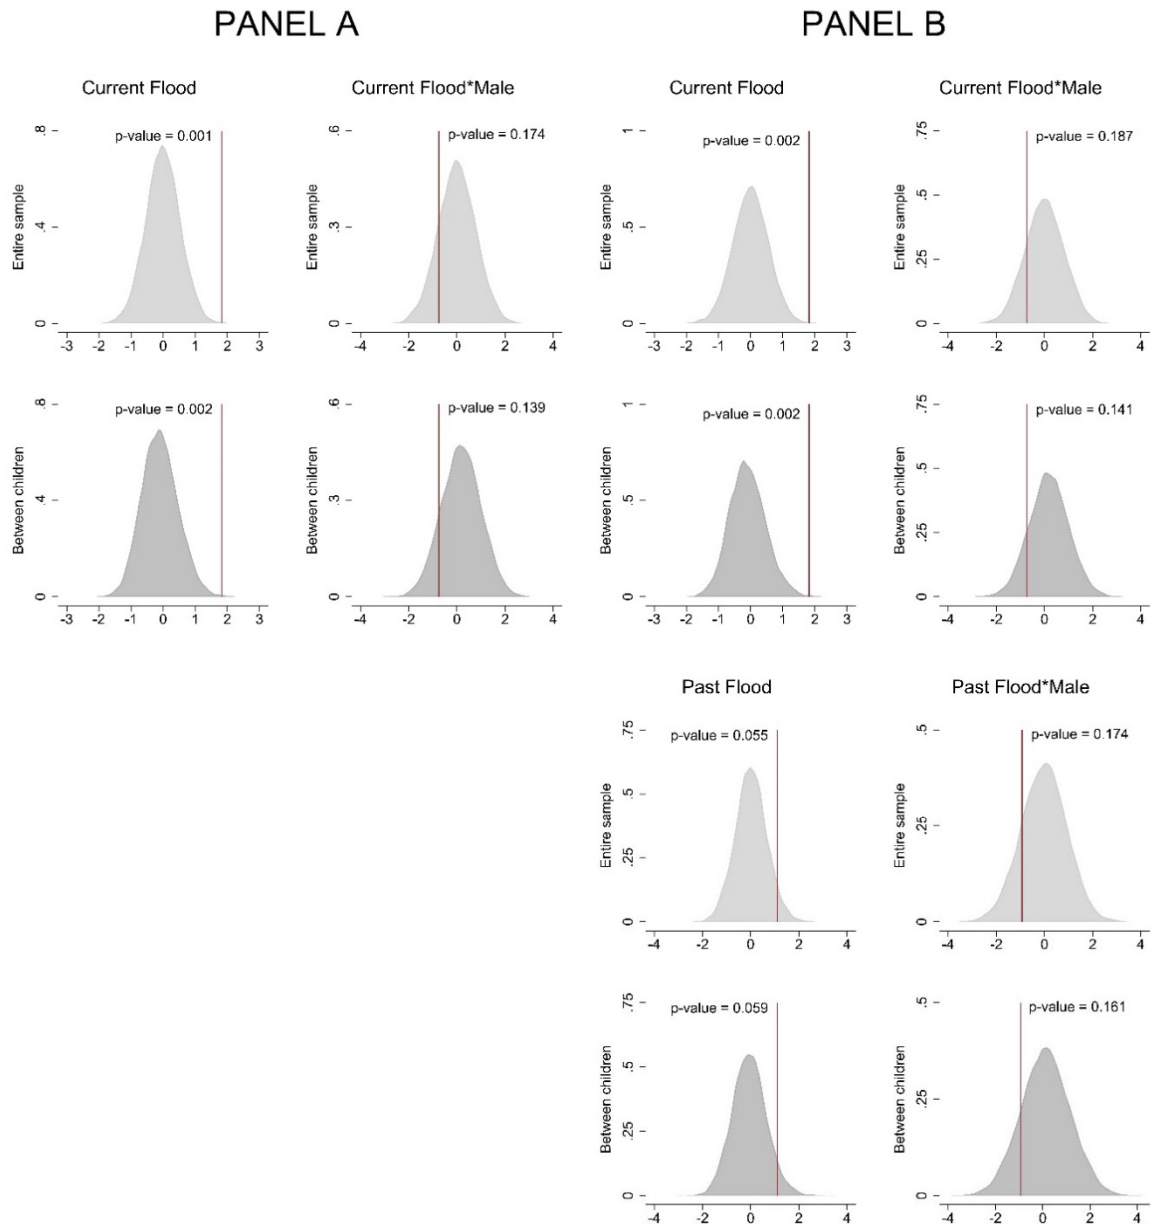 PANEL A
PANEL B
Current Flood
Current Flood*Male
Current Flood
Current Flood*Male
Entire sample
0 .4 .8
p-value = 0.001
-3 -2 -1 0 1 2 3
Entire sample
0 .3 .6
p-value = 0.174
-4 -2 0 2 4
Entire sample
0 .5 1
p-value = 0.002
-3 -2 -1 0 1 2 3
Entire sample
0 .25 .5 .75
p-value = 0.187
-4 -2 0 2 4
Between children
0 .4 .8
p-value = 0.002
-3 -2 -1 0 1 2 3
Between children
0 .3 .6
p-value = 0.139
-4 -2 0 2 4
Between children
0 .5 1
p-value = 0.002
-3 -2 -1 0 1 2 3
Between children
0 .25 .5 .75
p-value = 0.141
-4 -2 0 2 4
Past Flood
Past Flood*Male
Entire sample
0 .25 .5 .75
p-value = 0.055
-4 -2 0 2 4
Entire sample
0 .25 .5
p-value = 0.174
-4 -2 0 2 4
Between children
0 .25 .5 .75
p-value = 0.059
-4 -2 0 2 4
Between children
0 .25 .5
p-value = 0.161
-4 -2 0 2 4